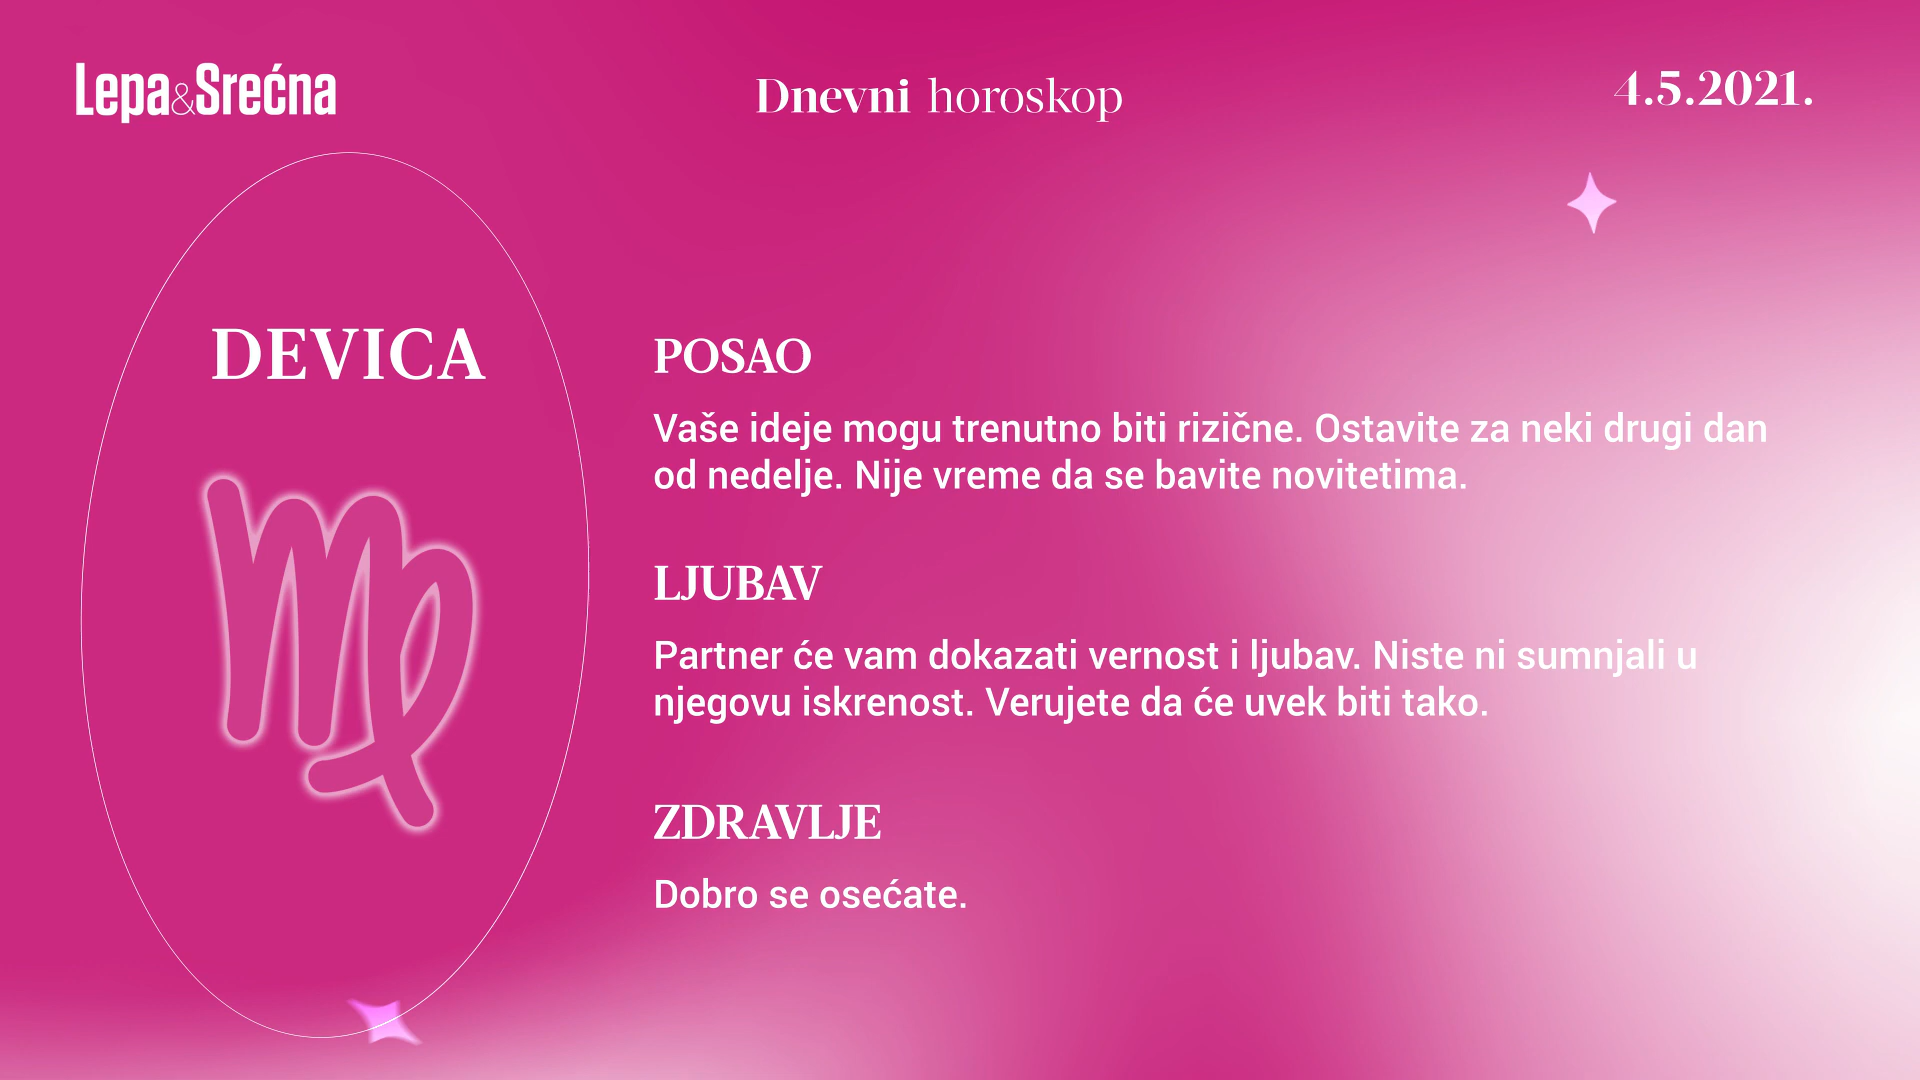 Lepa&Srećna
Dnevni horoskop
4.5.2021.
DEVICA
POSAO
Vaše ideje mogu trenutno biti rizične. Ostavite za neki drugi dan
od nedelje. Nije vreme da se bavite novitetima.
LJUBAV
Partner će vam dokazati vernost i ljubav. Niste ni sumnjali u
njegovu iskrenost. Verujete da će uvek biti tako.
ZDRAVLJE
Dobro se osećate.